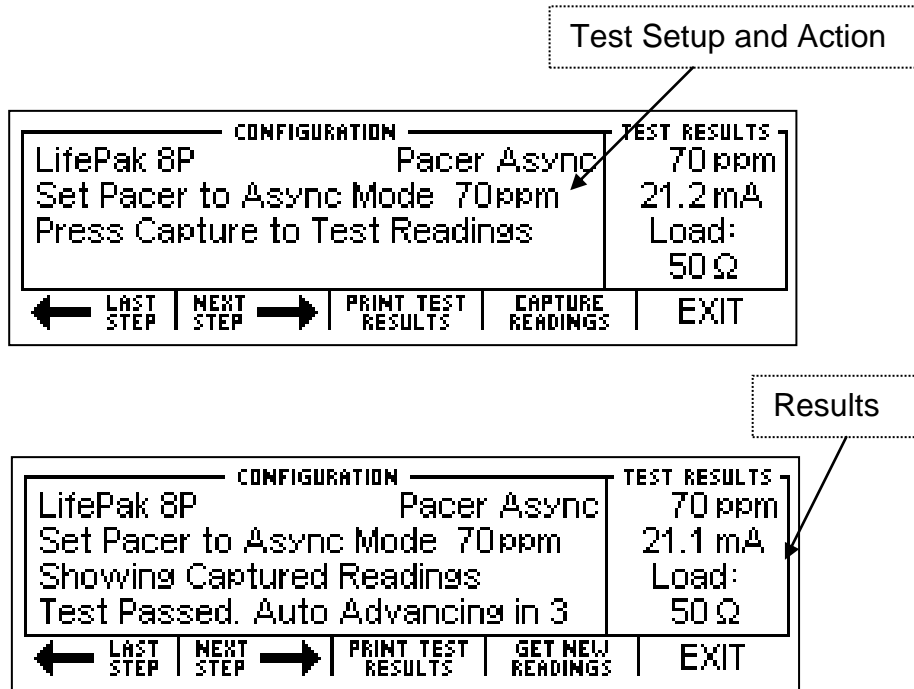 Test Setup and Action
CONFIGURATION TEST RESULTS
LifePak 8P Pacer Async 70 ppm
Set Pacer to Async Mode 70ppm 21.2 mA
Press Capture to Test Readings Load:
50 Ω
LAST STEP NEXT STEP PRINT TEST RESULTS CAPTURE READINGS EXIT
Results
CONFIGURATION TEST RESULTS
LifePak 8P Pacer Async 70 ppm
Set Pacer to Async Mode 70ppm 21.1 mA
Showing Captured Readings Load:
Test Passed. Auto Advancing in 3 50 Ω
LAST STEP NEXT STEP PRINT TEST RESULTS GET NEW READINGS EXIT